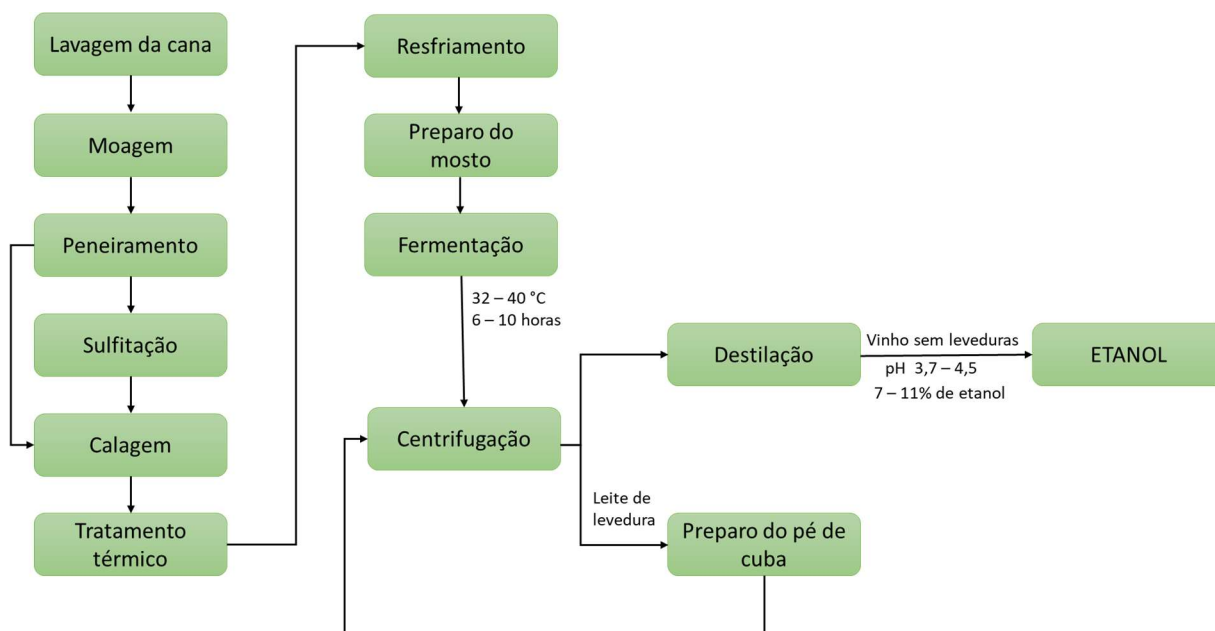 Lavagem da cana
Moagem
Peneiramento
Sulfitação
Calagem
Tratamento
térmico
Resfriamento
Preparo do
mosto
Fermentação
32 – 40 °C
6 – 10 horas
Centrifugação
Destilação
Vinho sem leveduras
pH 3,7 – 4,5
7 – 11% de etanol
ETANOL
Leite de
levedura
Preparo do pé de
cuba